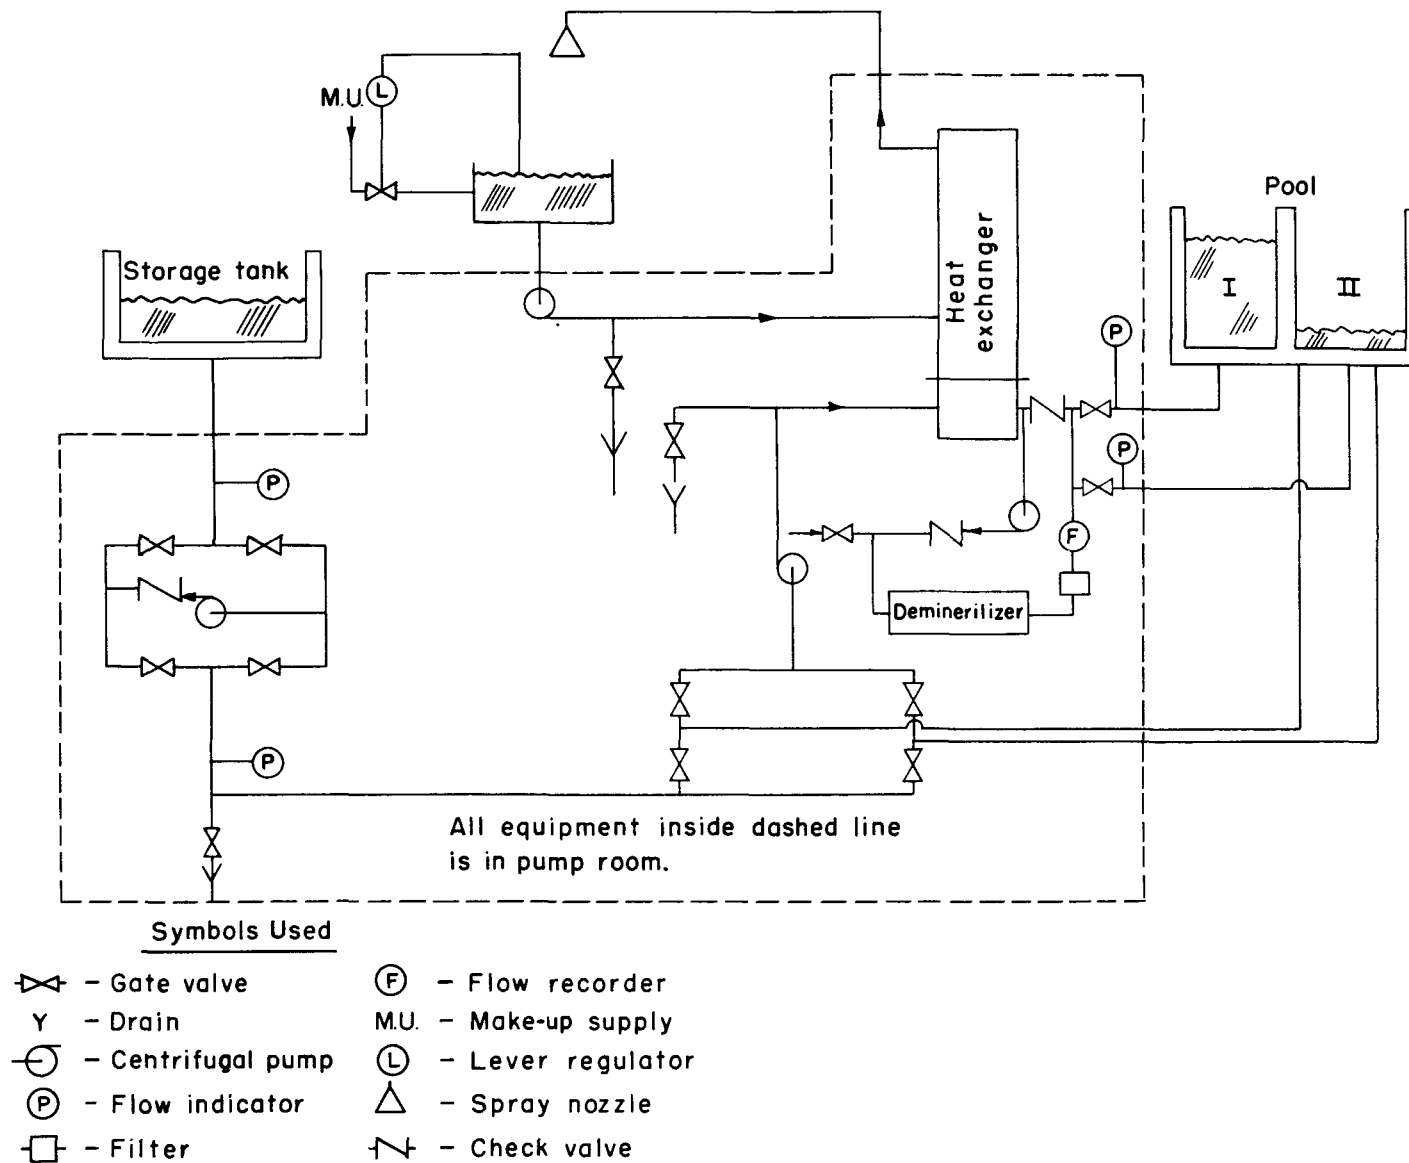 M.U.
L
Pool
Storage tank
Heat
exchanger
I
II
P
P
P
F
Deminerilizer
P
All equipment inside dashed line
is in pump room.
Symbols Used
- Gate valve
F - Flow recorder
Y - Drain
M.U. - Make-up supply
- Centrifugal pump
L - Lever regulator
P - Flow indicator
- Spray nozzle
- Filter
- Check valve